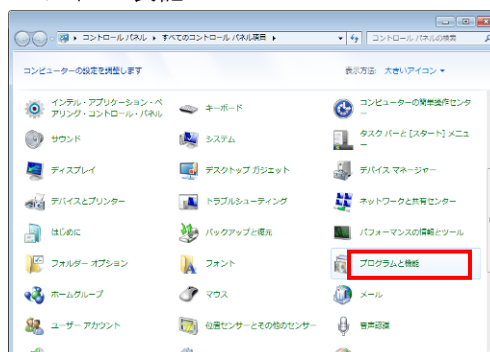 コントロール パネル ▸ すべてのコントロール パネル項目 ▸
コントロール パネルの検索
コンピューターの設定を調整します
表示方法: 大きいアイコン
インテル・アプリケーション・ペアリング・コントロール・パネル
キーボード
コンピューターの簡単操作センター
サウンド
システム
タスク バーと [スタート] メニュー
ディスプレイ
デスクトップ ガジェット
デバイス マネージャー
デバイスとプリンター
トラブルシューティング
ネットワークと共有センター
はじめに
バックアップと復元
パフォーマンスの情報とツール
フォルダー オプション
フォント
プログラムと機能
ホームグループ
マウス
メール
ユーザー アカウント
位置センサーとその他のセンサー
音声認識